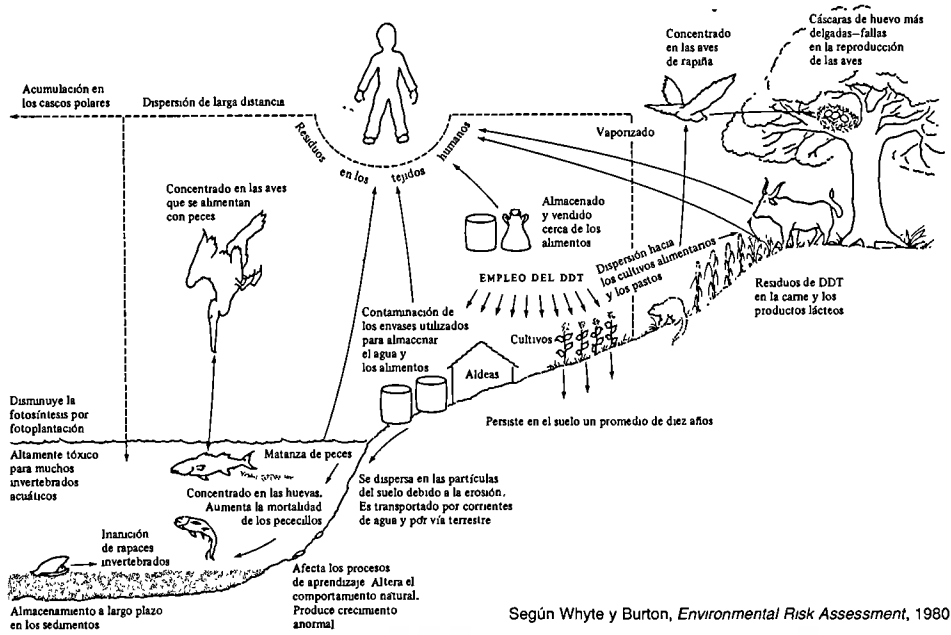 Concentrado
en las aves
de rapiña
Cáscaras de huevo más
delgadas—fallas
en la reproducción
de las aves
Acumulación en
los cascos polares
Dispersión de larga distancia
Residuos
en los
tejidos
humanos
Vaporizado
Concentrado en las aves
que se alimentan
con peces
Almacenado
y vendido
cerca de los
alimentos
Dispersión hacia
los cultivos alimentarios
y los pastos
EMPLEO DEL DDT
Residuos de DDT
en la carne y los
productos lácteos
Contaminación de
los envases utilizados
para almacenar
el agua y
los alimentos
Cultivos
Aldeas
Persiste en el suelo un promedio de diez años
Disminuye la
fotosíntesis por
fotoplantación
Altamente tóxico
para muchos
invertebrados
acuáticos
Matanza de peces
Concentrado en las huevas.
Aumenta la mortalidad
de los pececillos
Se dispersa en las partículas
del suelo debido a la erosión.
Es transportado por corrientes
de agua y por vía terrestre
Inanición
de rapaces
invertebrados
Afecta los procesos
de aprendizaje Altera el
comportamiento natural.
Produce crecimiento
anormal
Almacenamiento a largo plazo
en los sedimentos
Según Whyte y Burton, Environmental Risk Assessment, 1980